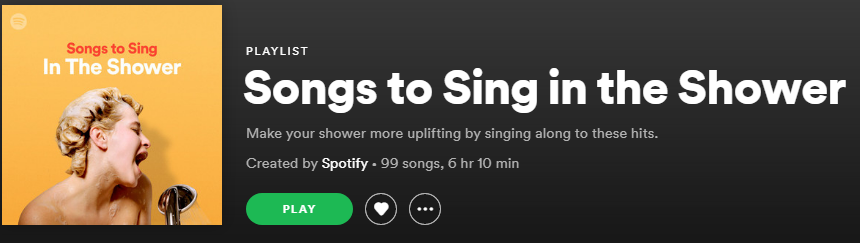 Songs to Sing
In The Shower
PLAYLIST
Songs to Sing in the Shower
Make your shower more uplifting by singing along to these hits.
Created by Spotify • 99 songs, 6 hr 10 min
PLAY